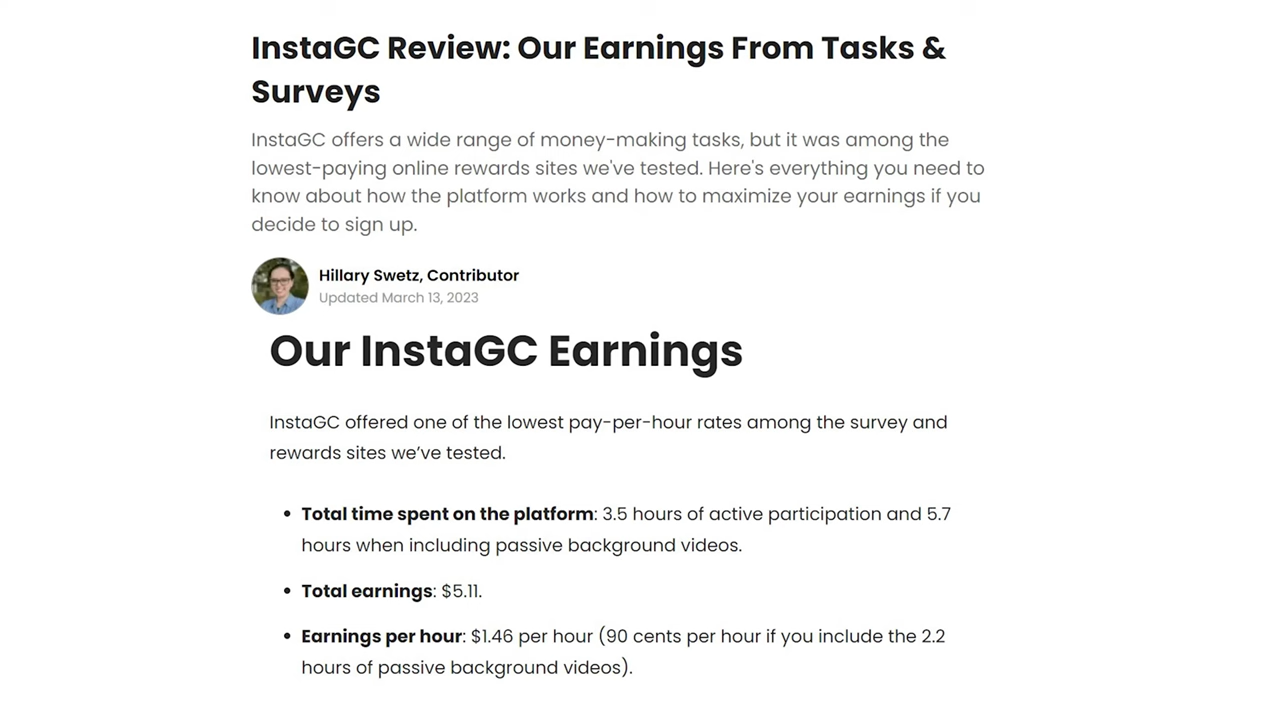 InstaGC Review: Our Earnings From Tasks &
Surveys
InstaGC offers a wide range of money-making tasks, but it was among the
lowest-paying online rewards sites we've tested. Here's everything you need to
know about how the platform works and how to maximize your earnings if you
decide to sign up.
Hillary Swetz, Contributor
Updated March 13, 2023
Our InstaGC Earnings
InstaGC offered one of the lowest pay-per-hour rates among the survey and
rewards sites we’ve tested.
• Total time spent on the platform: 3.5 hours of active participation and 5.7
hours when including passive background videos.
• Total earnings: $5.11.
• Earnings per hour: $1.46 per hour (90 cents per hour if you include the 2.2
hours of passive background videos).